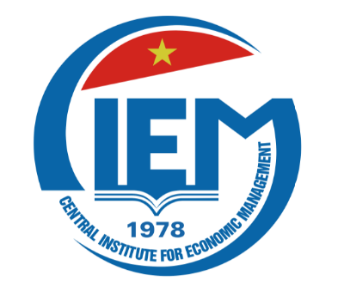 CIEM
1978
CENTRAL INSTITUTE FOR ECONOMIC MANAGEMENT